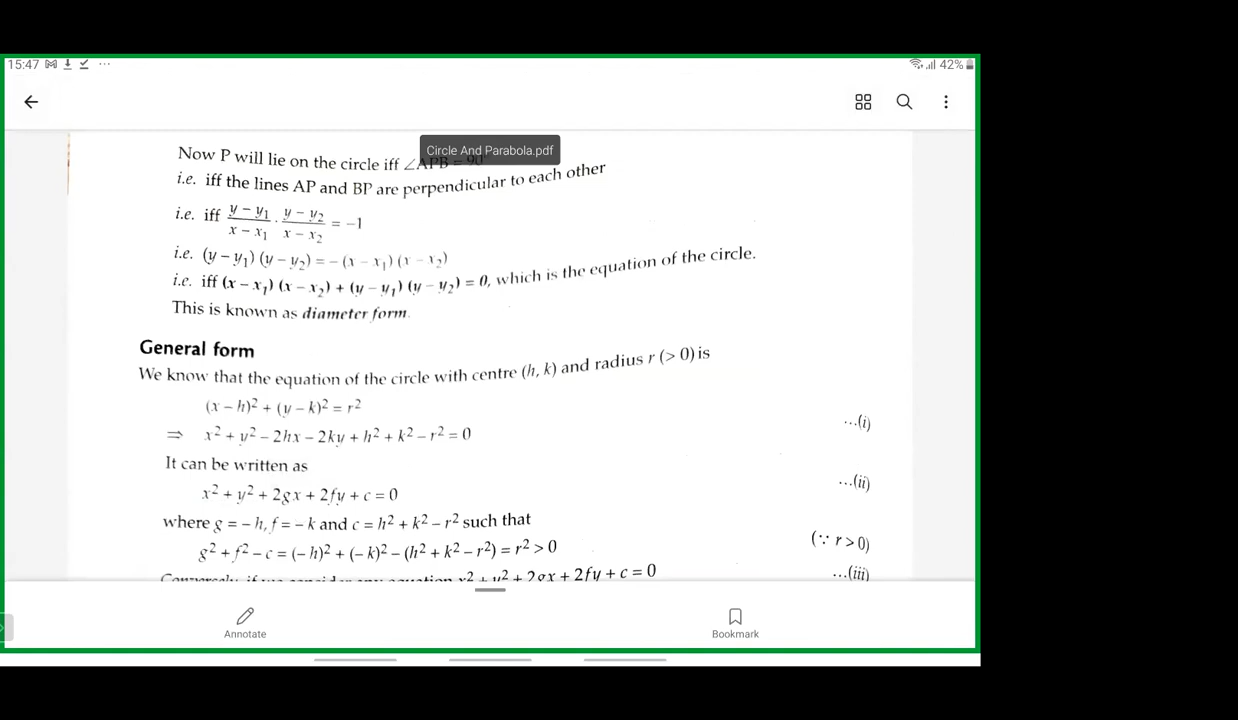 15:47
42%
Circle And Parabola.pdf
Now P will lie on the circle iff ∠APB = 90°
i.e. iff the lines AP and BP are perpendicular to each other
i.e. iff (y − y₁)/(x − x₁) · (y − y₂)/(x − x₂) = −1
i.e. (y − y₁) (y − y₂) = − (x − x₁) (x − x₂)
i.e. iff (x − x₁) (x − x₂) + (y − y₁) (y − y₂) = 0, which is the equation of the circle.
This is known as diameter form.
General form
We know that the equation of the circle with centre (h, k) and radius r (> 0) is
(x − h)² + (y − k)² = r² ...(i)
⇒ x² + y² − 2hx − 2ky + h² + k² − r² = 0
It can be written as
x² + y² + 2gx + 2fy + c = 0 ...(ii)
where g = − h, f = − k and c = h² + k² − r² such that
g² + f² − c = (− h)² + (− k)² − (h² + k² − r²) = r² > 0 (∵ r > 0)
x² + y² + 2gx + 2fy + c = 0 ...(iii)
Annotate
Bookmark